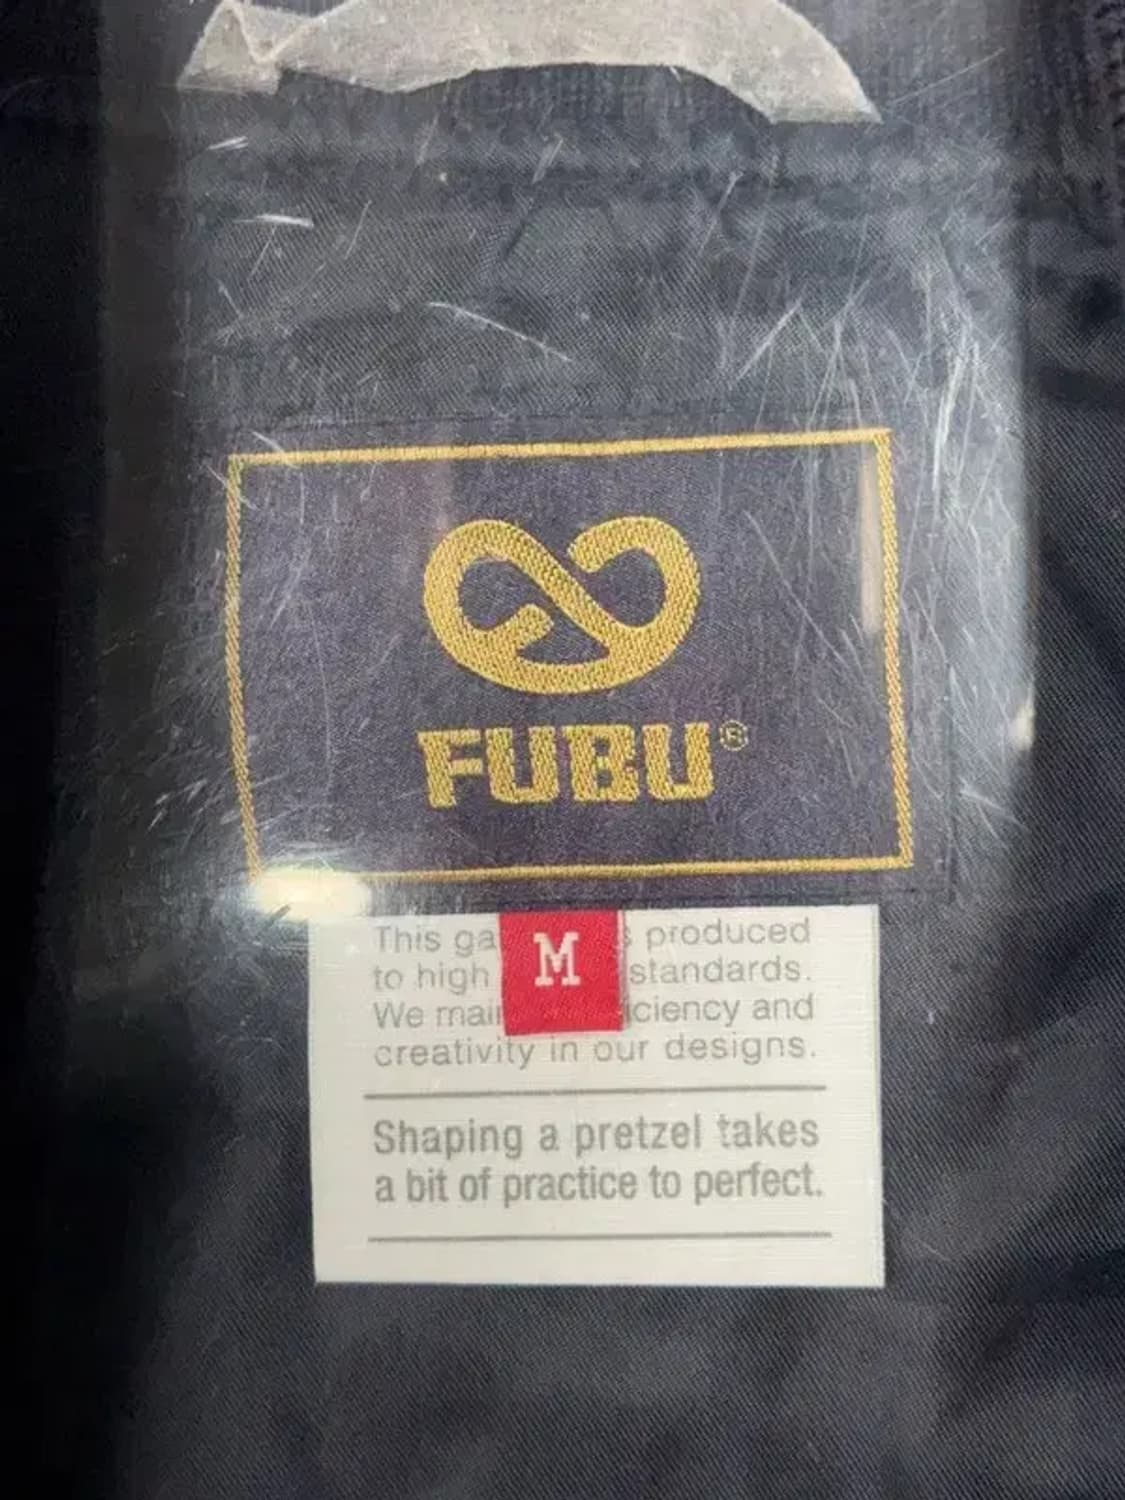 FUBU®
M
This ga s produced
to high standards.
We mai iciency and
creativity in our designs.
Shaping a pretzel takes
a bit of practice to perfect.